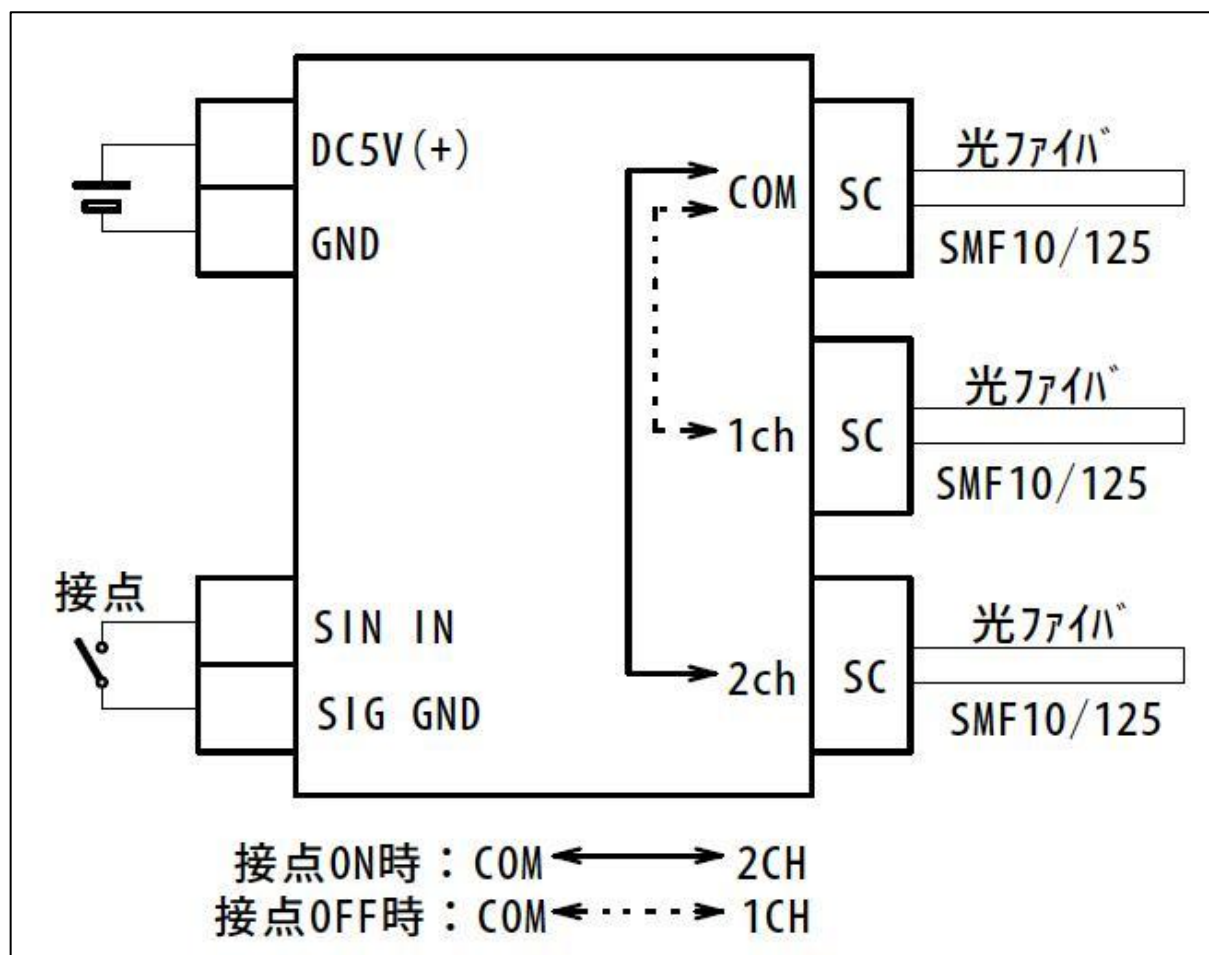 DC5V(+)
GND
COM
SC
光ﾌｧｲﾊﾞ
SMF10/125
1ch
SC
光ﾌｧｲﾊﾞ
SMF10/125
接点
SIN IN
SIG GND
2ch
SC
光ﾌｧｲﾊﾞ
SMF10/125
接点ON時：COM 2CH
接点OFF時：COM 1CH